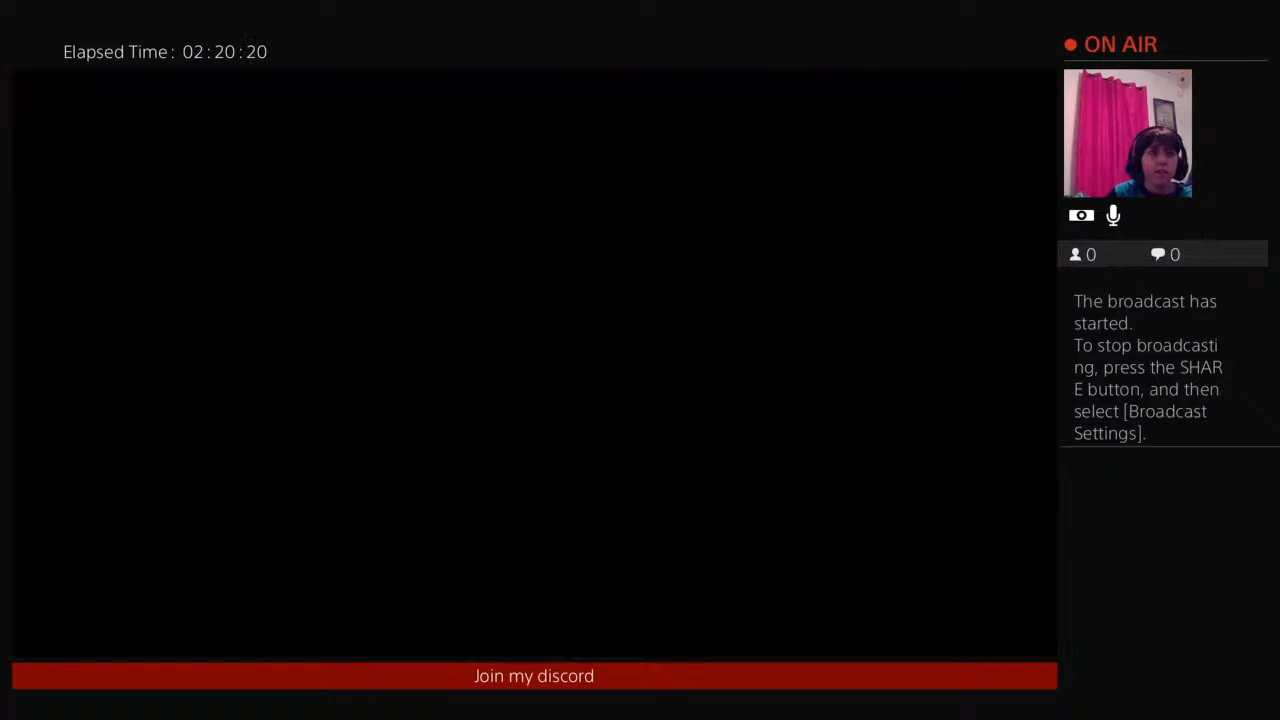 Elapsed Time: 02:20:20
ON AIR
0 0
The broadcast has
started.
To stop broadcasti
ng, press the SHAR
E button, and then
select [Broadcast
Settings].
Join my discord